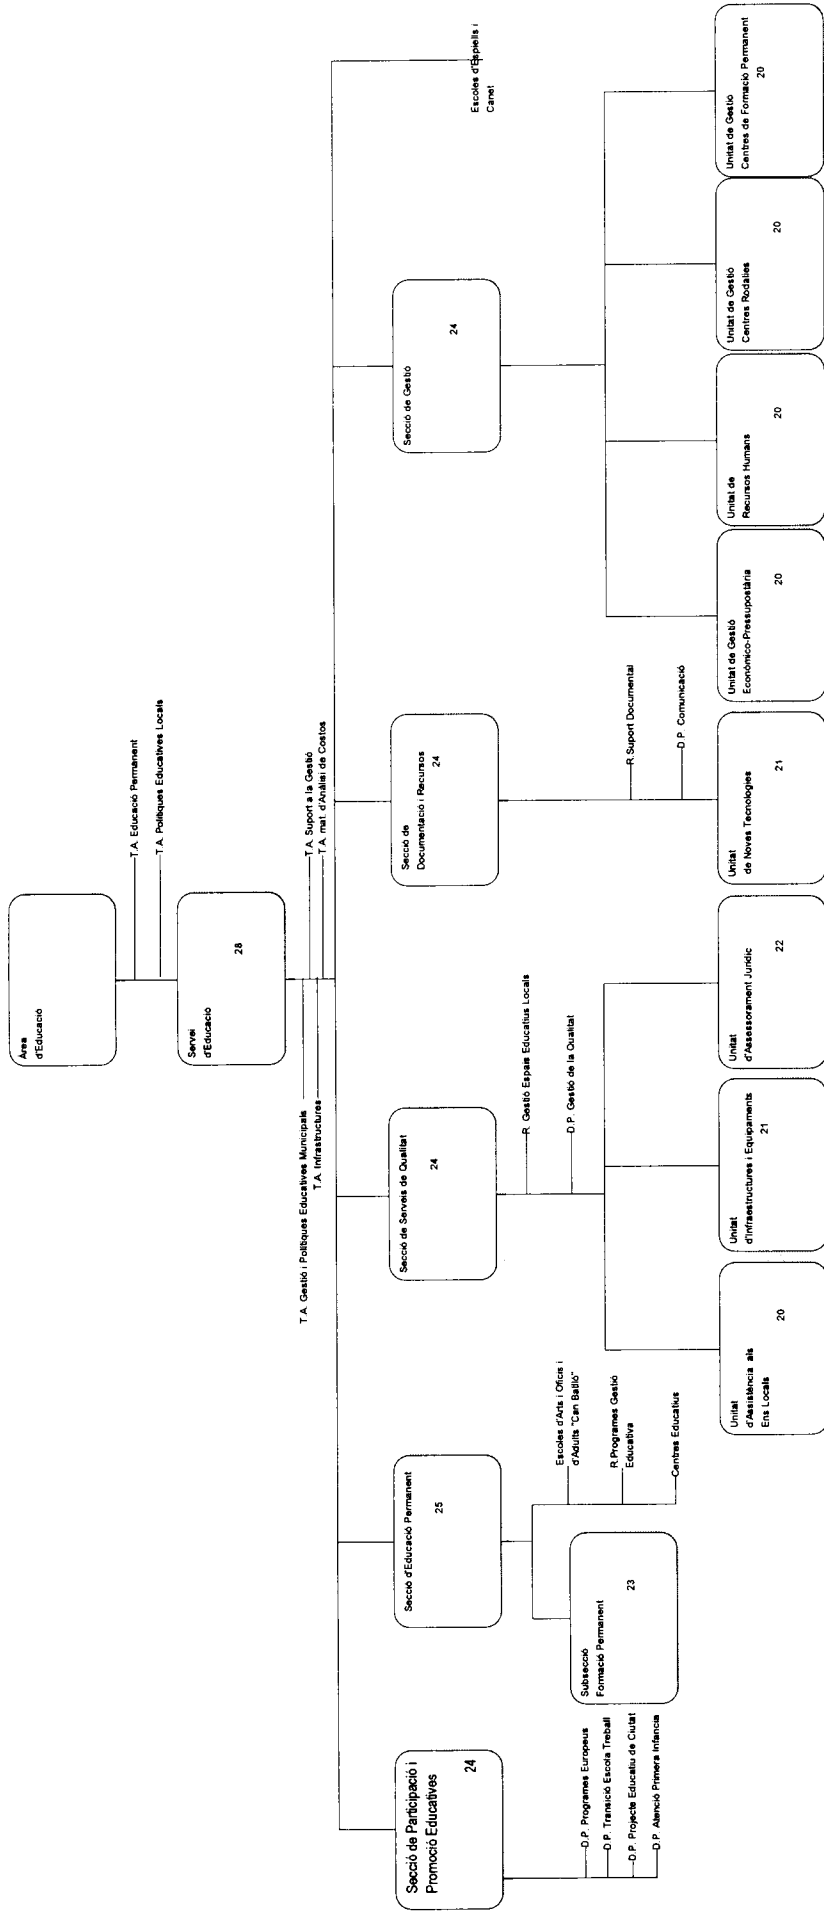 Àrea
d'Educació
T.A. Educació Permanent
T.A. Polítiques Educatives Locals
Servei
d'Educació
28
T.A. Gestió i Polítiques Educatives Municipals
T.A. Infrastructures
T.A. Suport a la Gestió
T.A. mat. d'Anàlisi de Costos
Secció de Participació i
Promoció Educatives
24
D.P. Programes Europeus
D.P. Transició Escola Treball
D.P. Projecte Educatiu de Ciutat
D.P. Atenció Primera Infancia
Secció d'Educació Permanent
25
Subsecció
Formació Permanent
23
Escoles d'Arts i Oficis i
d'Adults "Can Batlló"
R.Programes Gestió
Educativa
Centres Educatius
Secció de Serveis de Qualitat
24
R. Gestió Espais Educatius Locals
D.P. Gestió de la Qualitat
Unitat
d'Assistència als
Ens Locals
20
Unitat
d'Infraestructures i Equipaments
21
Unitat
d'Assessorament Jurídic
22
Secció de
Documentació i Recursos
24
R.Suport Documental
D.P. Comunicació
Unitat
de Noves Tecnologies
21
Secció de Gestió
24
Unitat de Gestió
Econòmico-Pressupostària
20
Unitat de
Recursos Humans
20
Unitat de Gestió
Centres Rodalies
20
Unitat de Gestió
Centres de Formació Permanent
20
Escoles d'Espiells i
Canet